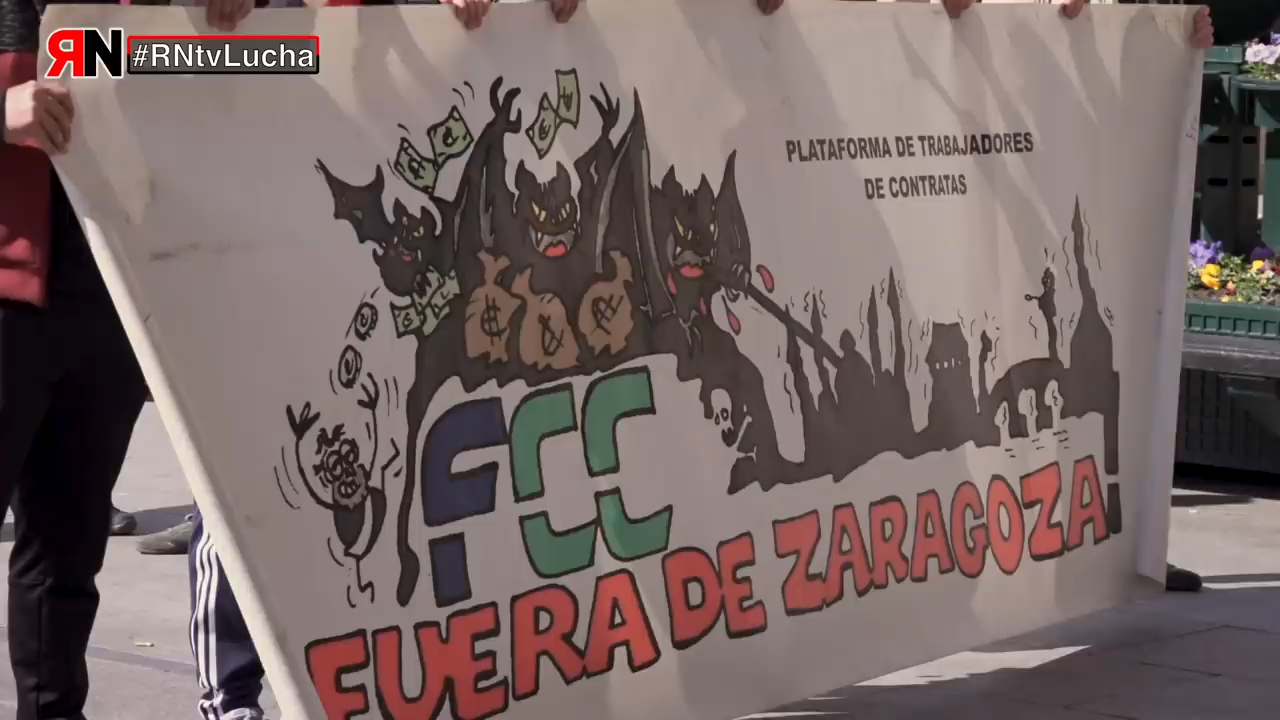 RN #RNtvLucha
PLATAFORMA DE TRABAJADORES
DE CONTRATAS
FCC
FUERA DE ZARAGOZA